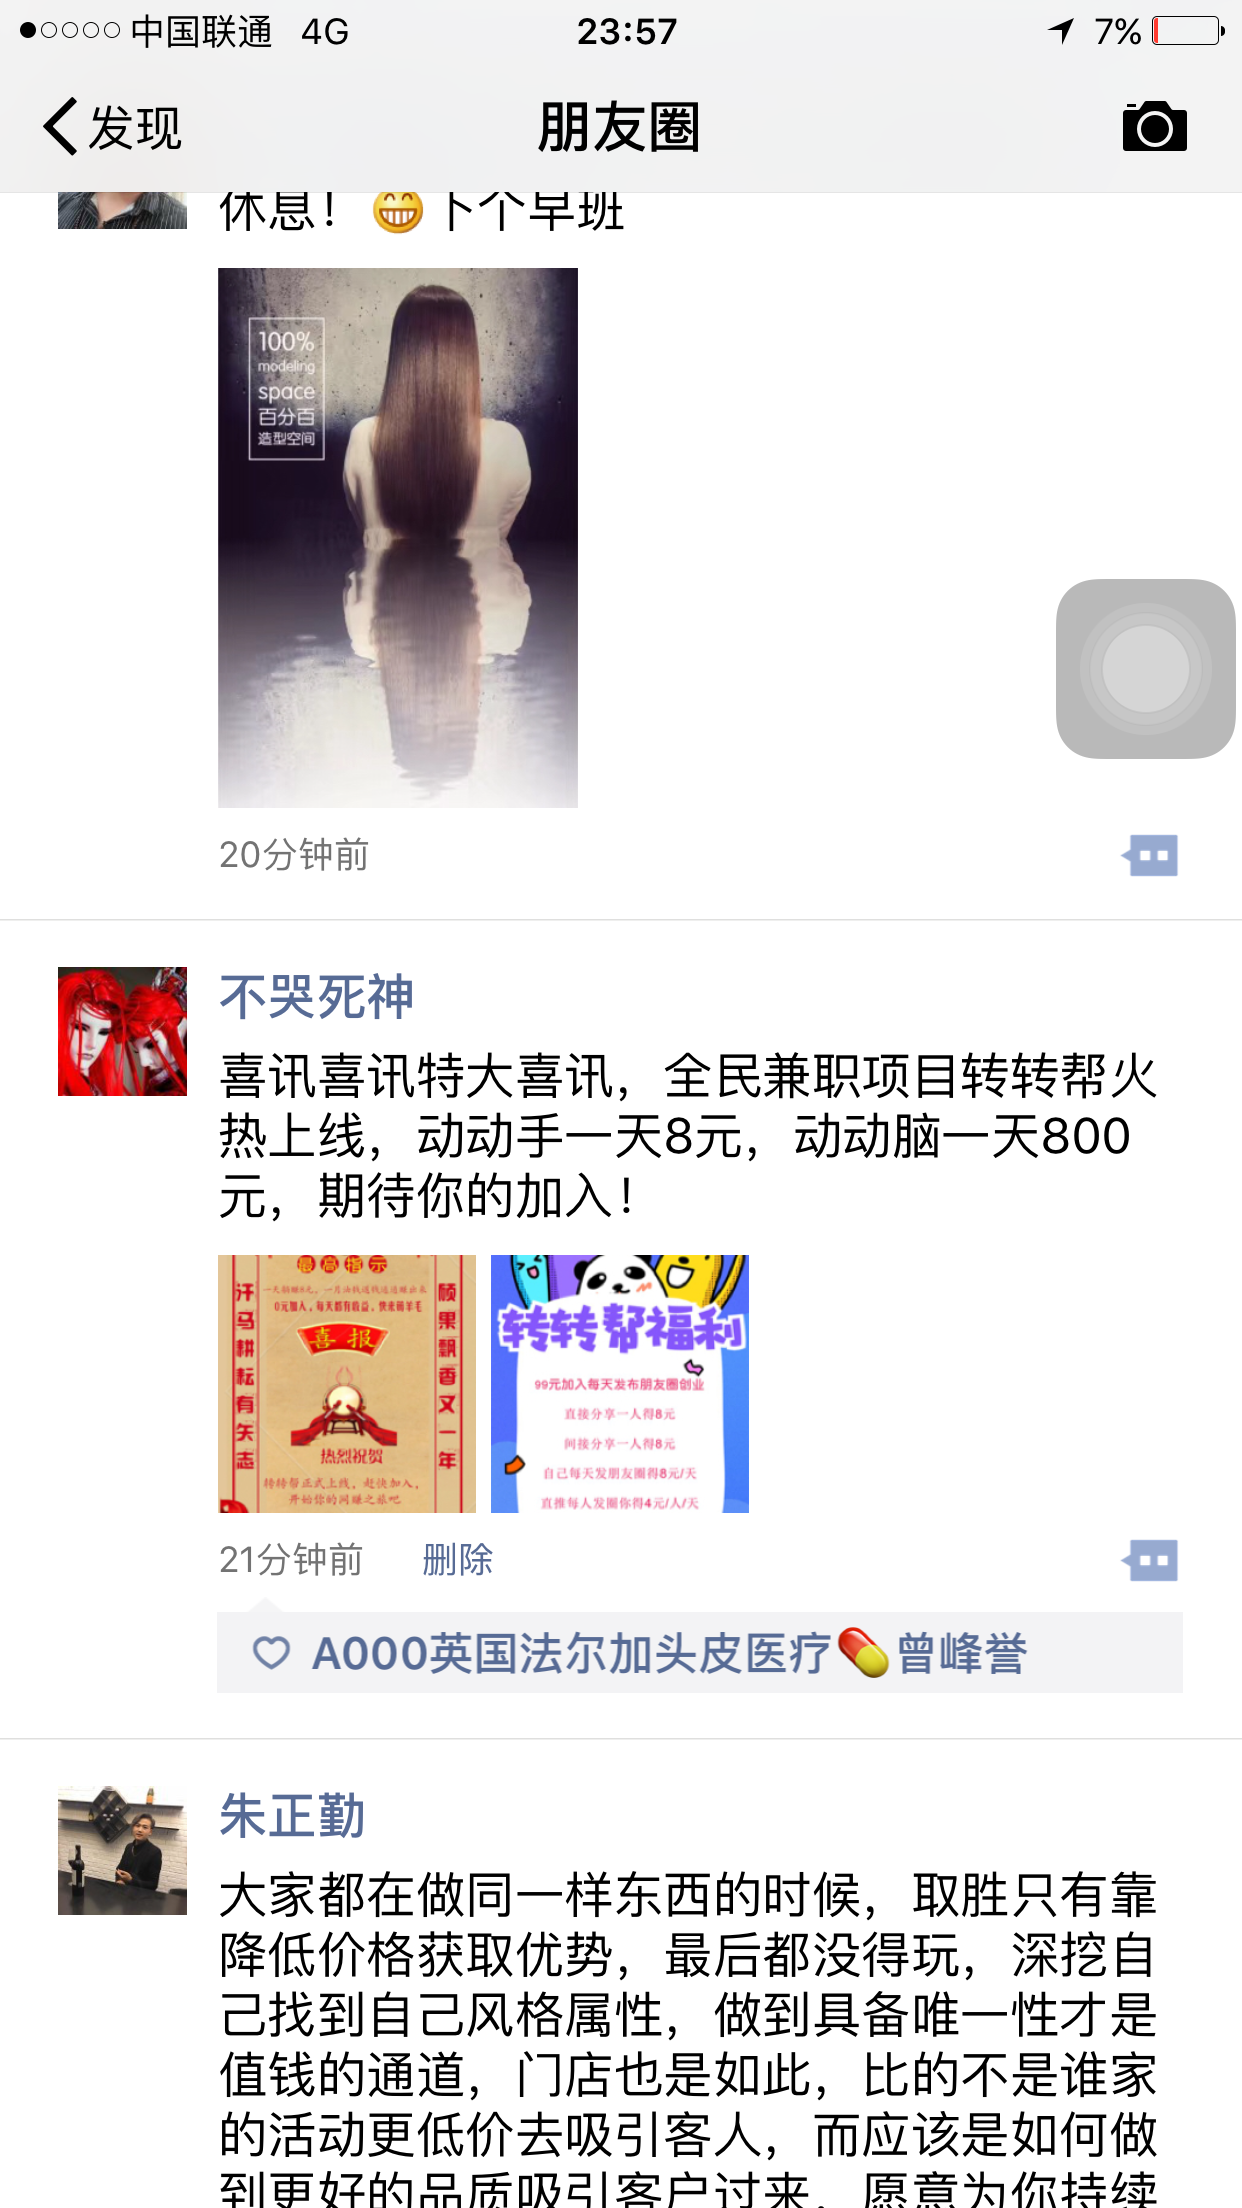 中国联通 4G 23:57 7%
发现 朋友圈
休息！😁下个早班
100%
modeling
space
百分百
造型空间
20分钟前
不哭死神
喜讯喜讯特大喜讯，全民兼职项目转转帮火
热上线，动动手一天8元，动动脑一天800
元，期待你的加入！
最高指示
0元加入，每天都有收益，快来薅羊毛
汗马耕耘有矢志
喜报
硕果飘香又一年
热烈祝贺
转转帮正式上线，赶快加入，
开始你的网赚之旅吧
转转帮福利
99元加入每天发布朋友圈创业
直接分享一人得8元
间接分享一人得8元
自己每天发朋友圈得8元/天
直推每人发圈你得4元/人/天
21分钟前 删除
A000英国法尔加头皮医疗💊曾峰誉
朱正勤
大家都在做同一样东西的时候，取胜只有靠
降低价格获取优势，最后都没得玩，深挖自
己找到自己风格属性，做到具备唯一性才是
值钱的通道，门店也是如此，比的不是谁家
的活动更低价去吸引客人，而应该是如何做
到更好的品质吸引客户过来，愿意为你持续